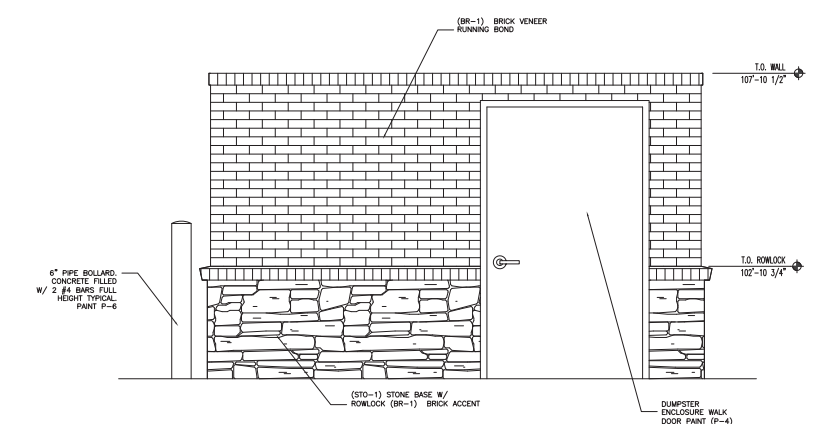 (BR-1) BRICK VENEER
RUNNING BOND
T.O. WALL
107'-10 1/2"
T.O. ROWLOCK
102'-10 3/4"
6" PIPE BOLLARD.
CONCRETE FILLED
W/ 2 #4 BARS FULL
HEIGHT TYPICAL.
PAINT P-6
(STO-1) STONE BASE W/
ROWLOCK (BR-1) BRICK ACCENT
DUMPSTER
ENCLOSURE WALK
DOOR PAINT (P-4)